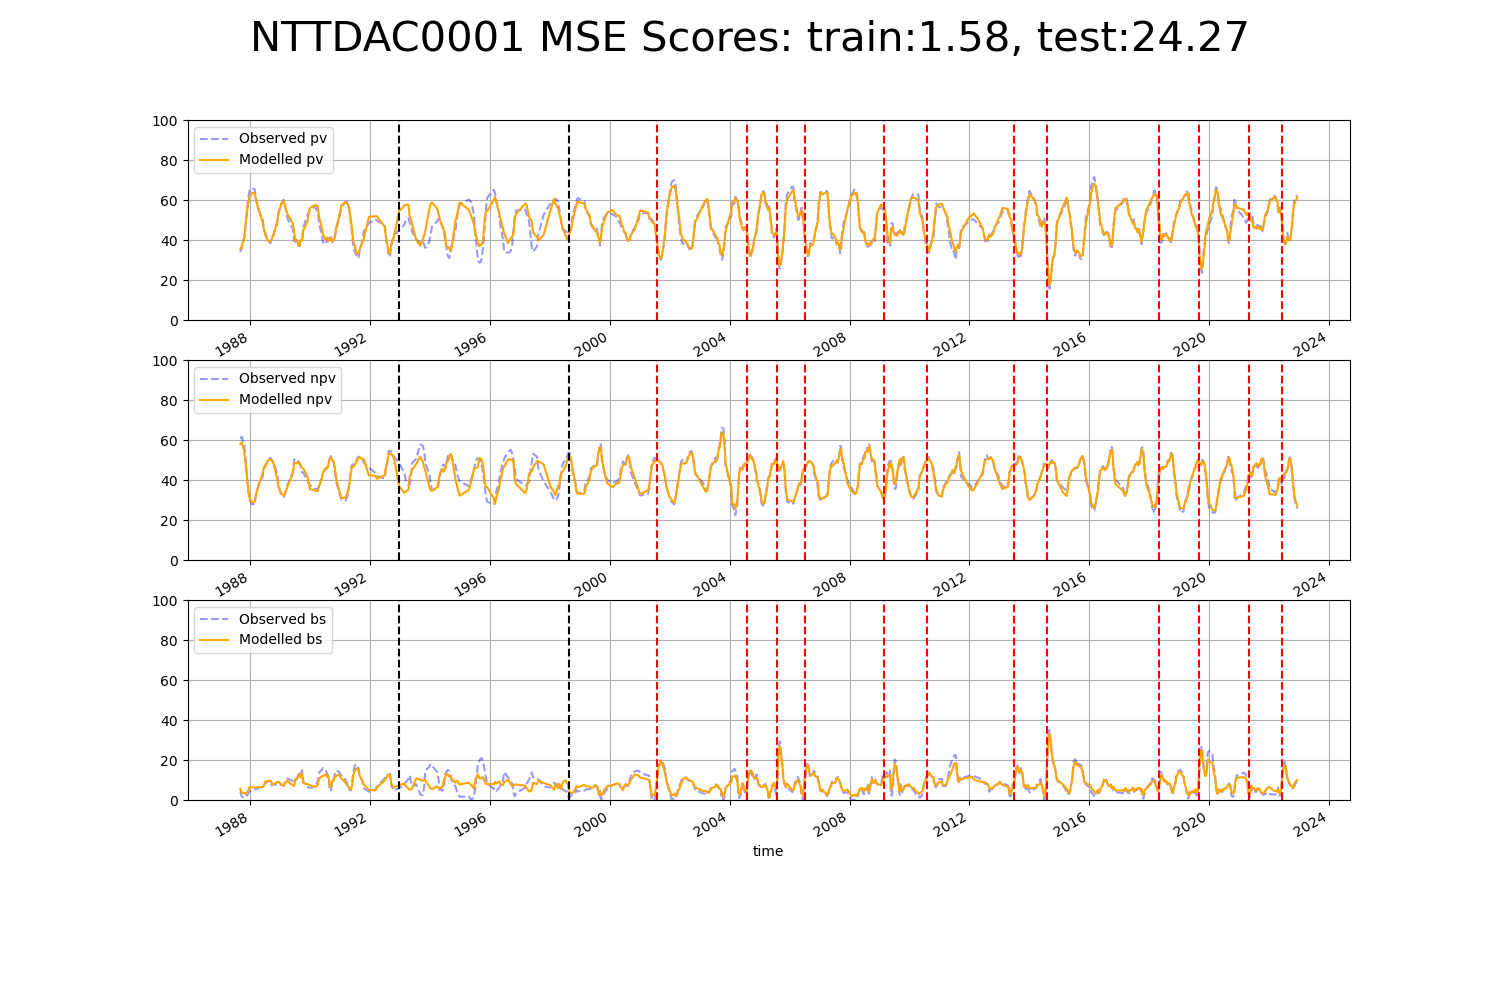 NTTDAC0001 MSE Scores: train:1.58, test:24.27
100
80
60
40
20
0
Observed pv
Modelled pv
1988 1992 1996 2000 2004 2008 2012 2016 2020 2024
100
80
60
40
20
0
Observed npv
Modelled npv
1988 1992 1996 2000 2004 2008 2012 2016 2020 2024
100
80
60
40
20
0
Observed bs
Modelled bs
1988 1992 1996 2000 2004 2008 2012 2016 2020 2024
time